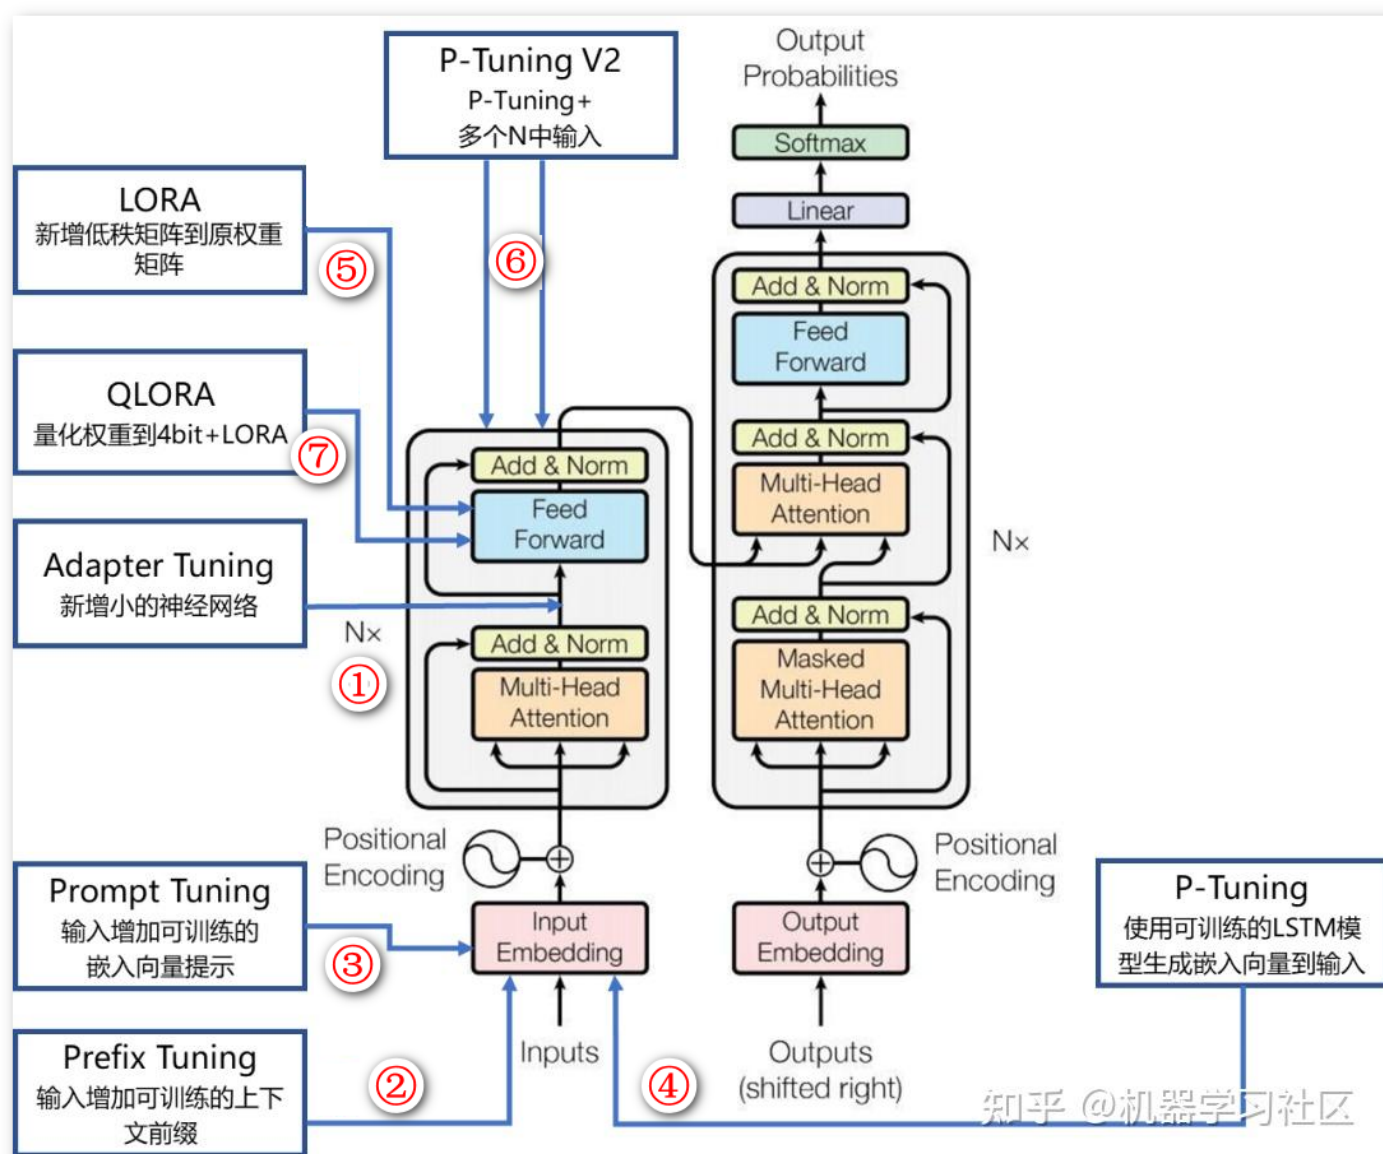 P-Tuning V2
P-Tuning+
多个N中输入
LORA
新增低秩矩阵到原权重
矩阵
⑤
⑥
QLORA
量化权重到4bit+LORA
⑦
Adapter Tuning
新增小的神经网络
N×
①
Add & Norm
Feed
Forward
Add & Norm
Multi-Head
Attention
Positional
Encoding
Prompt Tuning
输入增加可训练的
嵌入向量提示
③
Input
Embedding
Inputs
Prefix Tuning
输入增加可训练的上下
文前缀
②
④
Output
Probabilities
Softmax
Linear
Add & Norm
Feed
Forward
Add & Norm
Multi-Head
Attention
N×
Add & Norm
Masked
Multi-Head
Attention
Positional
Encoding
Output
Embedding
Outputs
(shifted right)
P-Tuning
使用可训练的LSTM模
型生成嵌入向量到输入
知乎 @机器学习社区